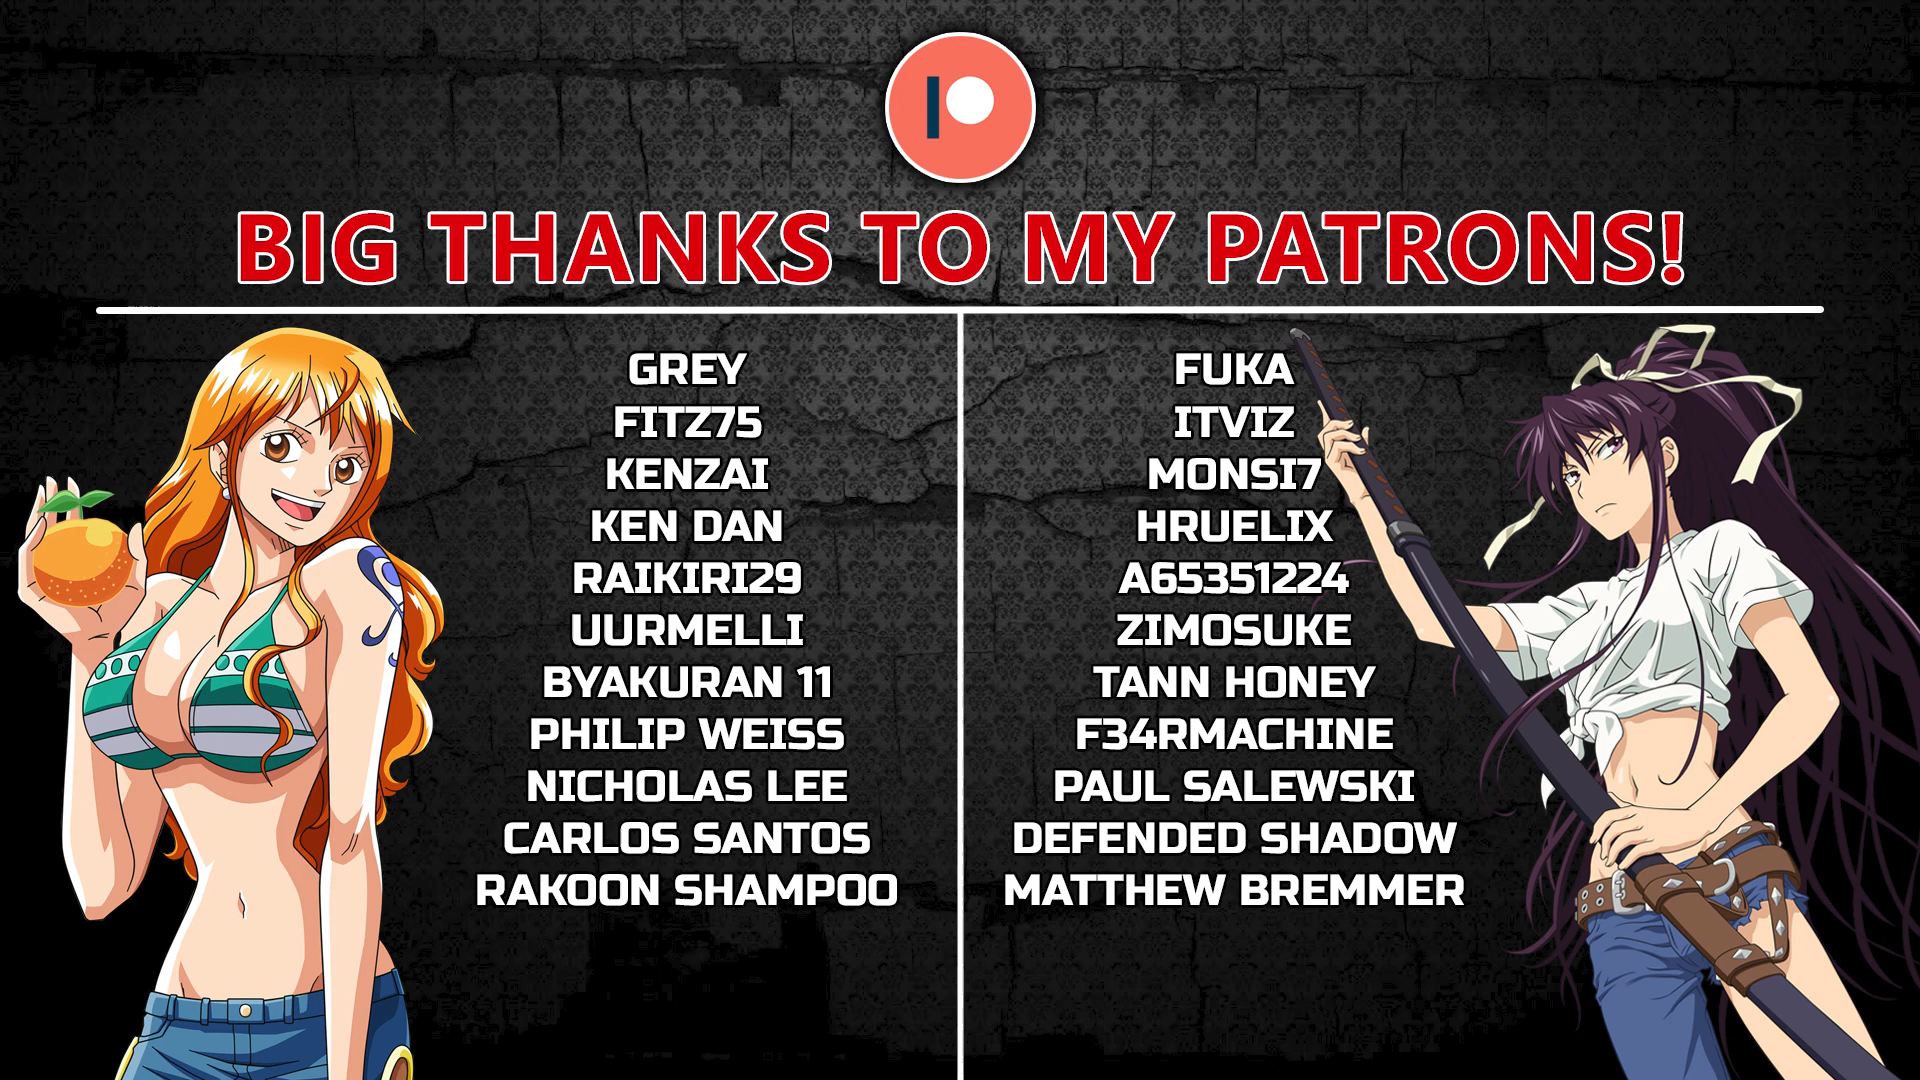 BIG THANKS TO MY PATRONS!
GREY
FITZ75
KENZAI
KEN DAN
RAIKIRI29
UURMELLI
BYAKURAN 11
PHILIP WEISS
NICHOLAS LEE
CARLOS SANTOS
RAKOON SHAMPOO
FUKA
ITVIZ
MONSI7
HRUELIX
A65351224
ZIMOSUKE
TANN HONEY
F34RMACHINE
PAUL SALEWSKI
DEFENDED SHADOW
MATTHEW BREMMER